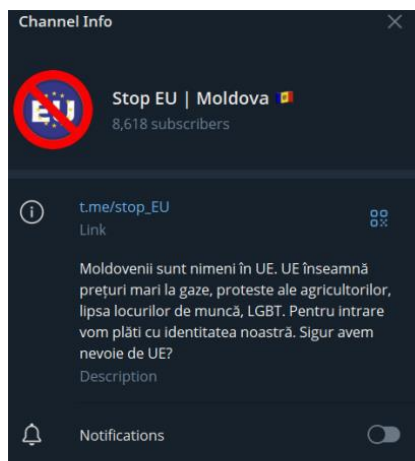 Channel Info
EU
Stop EU | Moldova 🇲🇩
8,618 subscribers
t.me/stop_EU
Link
Moldovenii sunt nimeni în UE. UE înseamnă
prețuri mari la gaze, proteste ale agricultorilor,
lipsa locurilor de muncă, LGBT. Pentru intrare
vom plăti cu identitatea noastră. Sigur avem
nevoie de UE?
Description
Notifications